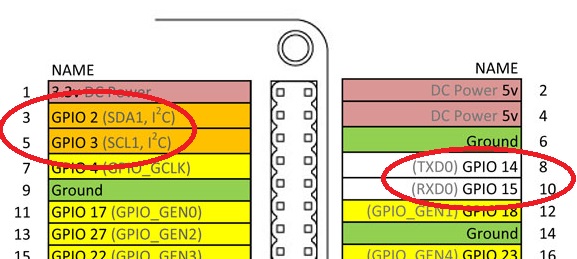 NAME
NAME
1 3.3v DC Power
DC Power 5v 2
3 GPIO 2 (SDA1, I²C)
DC Power 5v 4
5 GPIO 3 (SCL1, I²C)
Ground 6
7 GPIO 4 (GPIO_GCLK)
(TXD0) GPIO 14 8
9 Ground
(RXD0) GPIO 15 10
11 GPIO 17 (GPIO_GEN0)
(GPIO_GEN1) GPIO 18 12
13 GPIO 27 (GPIO_GEN2)
Ground 14
15 GPIO 22 (GPIO_GEN3)
(GPIO_GEN4) GPIO 23 16